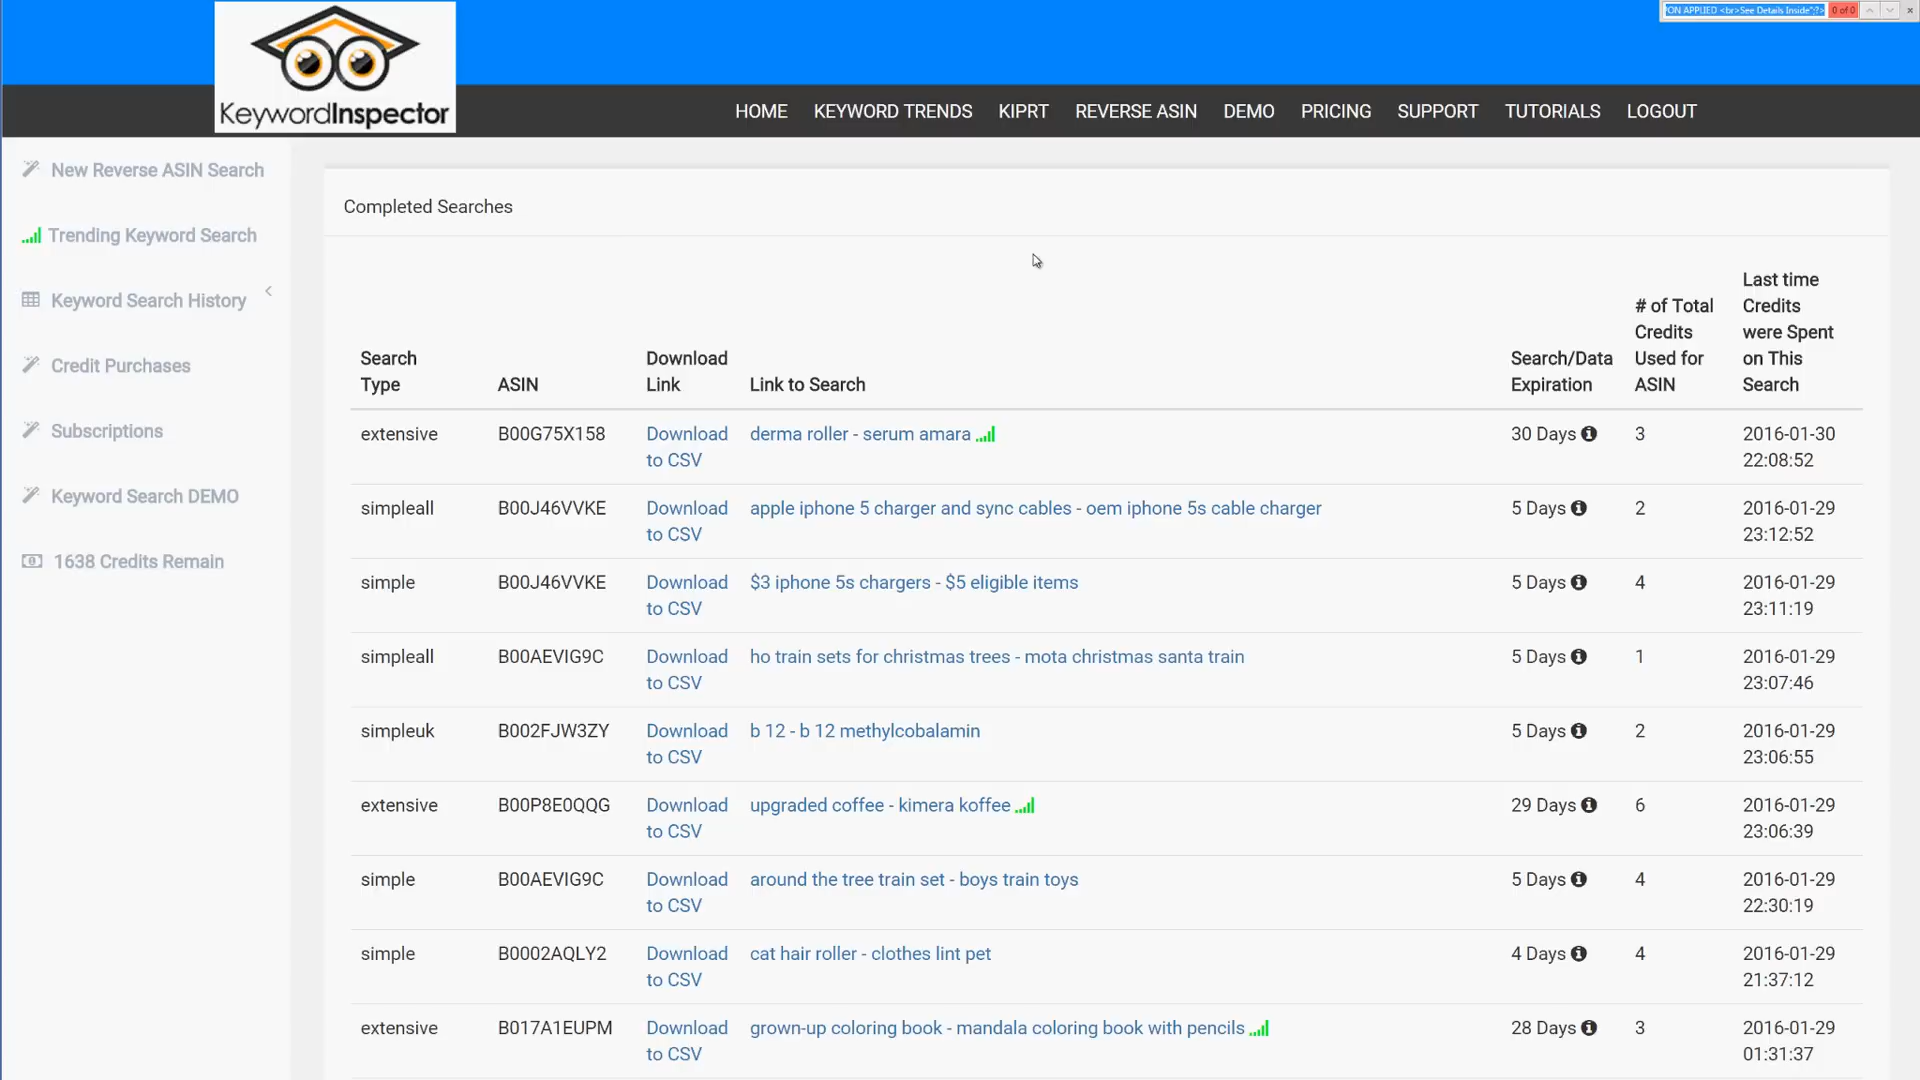 'ON APPLIED <br>See Details Inside";?>
0 of 0
KeywordInspector
HOME KEYWORD TRENDS KIPRT REVERSE ASIN DEMO PRICING SUPPORT TUTORIALS LOGOUT
New Reverse ASIN Search
Trending Keyword Search
Keyword Search History
Credit Purchases
Subscriptions
Keyword Search DEMO
1638 Credits Remain
Completed Searches
Search Type
ASIN
Download Link
Link to Search
Search/Data Expiration
# of Total Credits Used for ASIN
Last time Credits were Spent on This Search
extensive B00G75X158 Download to CSV derma roller - serum amara 30 Days 3 2016-01-30 22:08:52
simpleall B00J46VVKE Download to CSV apple iphone 5 charger and sync cables - oem iphone 5s cable charger 5 Days 2 2016-01-29 23:12:52
simple B00J46VVKE Download to CSV $3 iphone 5s chargers - $5 eligible items 5 Days 4 2016-01-29 23:11:19
simpleall B00AEVIG9C Download to CSV ho train sets for christmas trees - mota christmas santa train 5 Days 1 2016-01-29 23:07:46
simpleuk B002FJW3ZY Download to CSV b 12 - b 12 methylcobalamin 5 Days 2 2016-01-29 23:06:55
extensive B00P8E0QQG Download to CSV upgraded coffee - kimera koffee 29 Days 6 2016-01-29 23:06:39
simple B00AEVIG9C Download to CSV around the tree train set - boys train toys 5 Days 4 2016-01-29 22:30:19
simple B0002AQLY2 Download to CSV cat hair roller - clothes lint pet 4 Days 4 2016-01-29 21:37:12
extensive B017A1EUPM Download to CSV grown-up coloring book - mandala coloring book with pencils 28 Days 3 2016-01-29 01:31:37